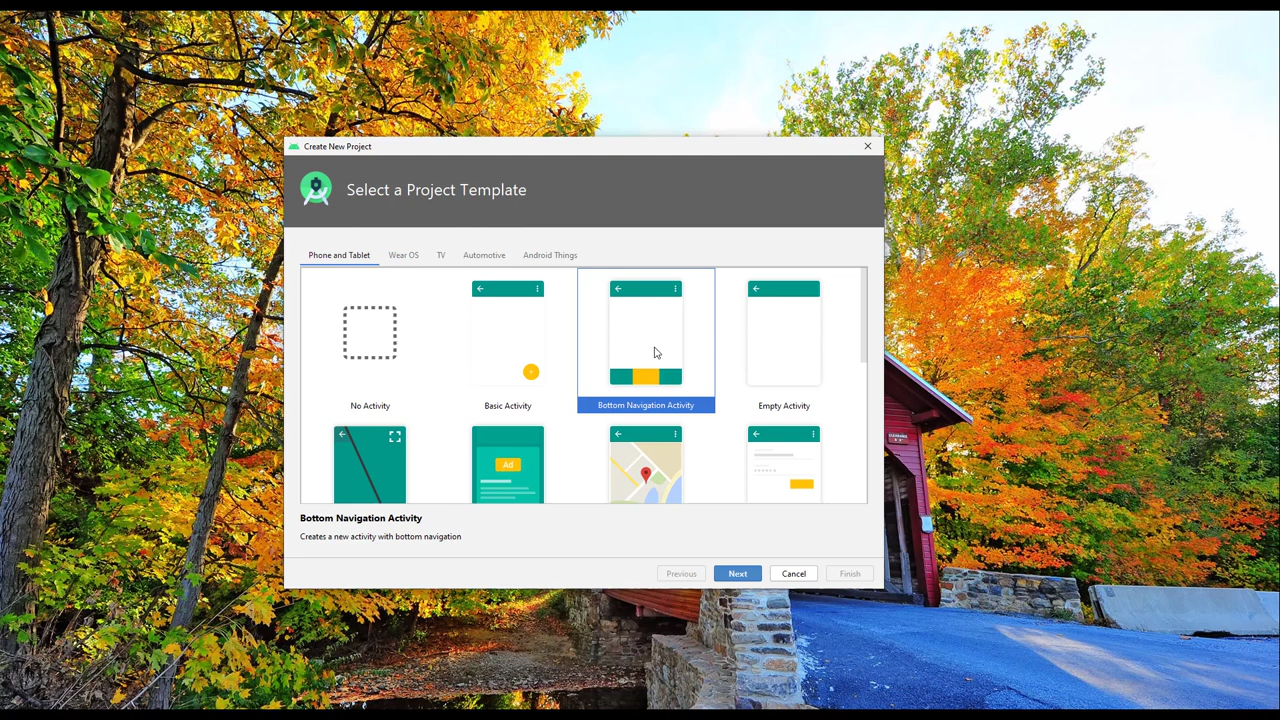 Create New Project
Select a Project Template
Phone and Tablet
Wear OS
TV
Automotive
Android Things
No Activity
Basic Activity
Bottom Navigation Activity
Empty Activity
Ad
Bottom Navigation Activity
Creates a new activity with bottom navigation
Previous
Next
Cancel
Finish